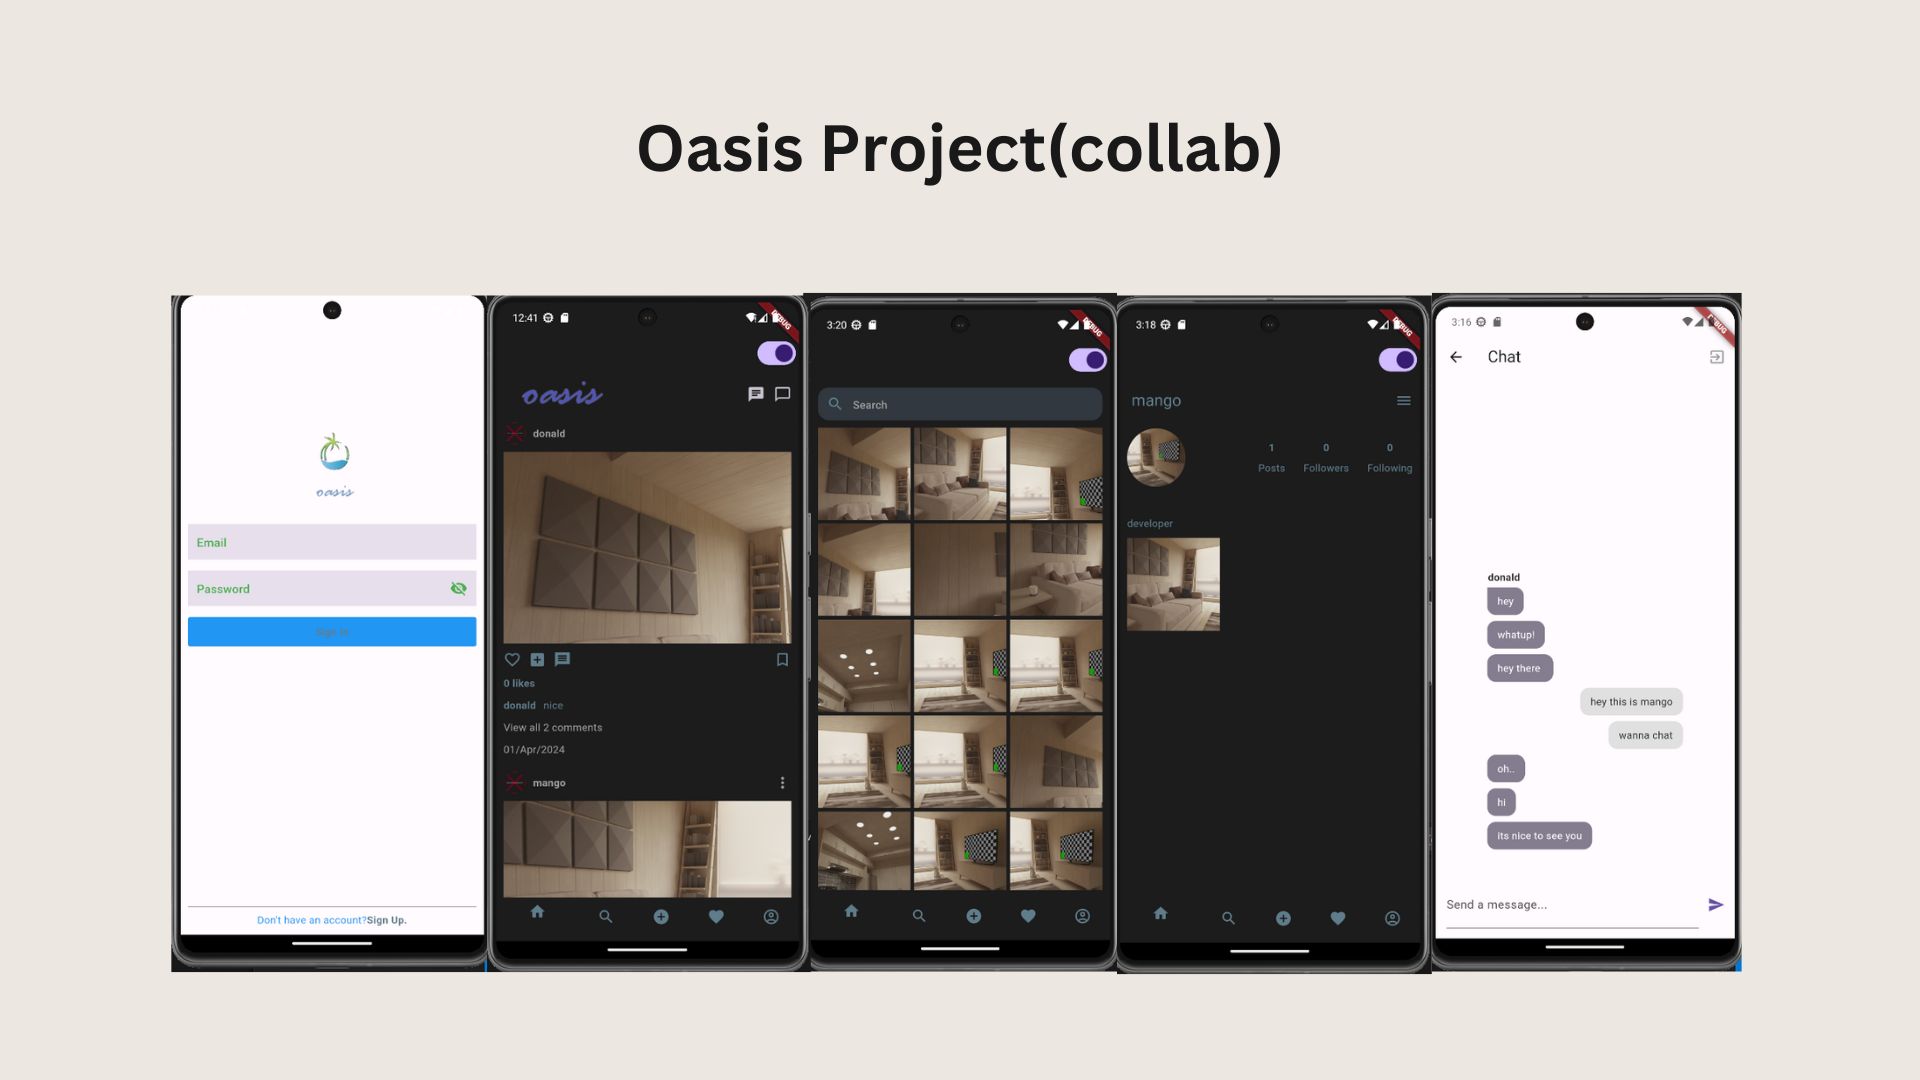 Oasis Project(collab)
oasis
Email
Password
Sign In
Don't have an account?Sign Up.
12:41
DEBUG
oasis
donald
0 likes
donald nice
View all 2 comments
01/Apr/2024
mango
3:20
DEBUG
Search
3:18
DEBUG
mango
1 0 0
Posts Followers Following
developer
3:16
DEBUG
Chat
donald
hey
whatup!
hey there
hey this is mango
wanna chat
oh..
hi
its nice to see you
Send a message...